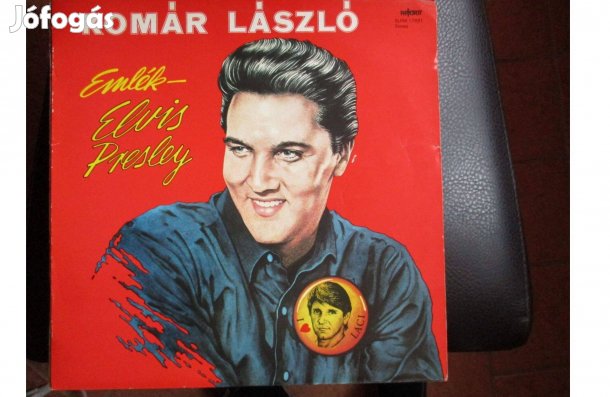 Jófogás
KOMÁR LÁSZLÓ
Emlék–
Elvis
Presley
I ♥ LACI